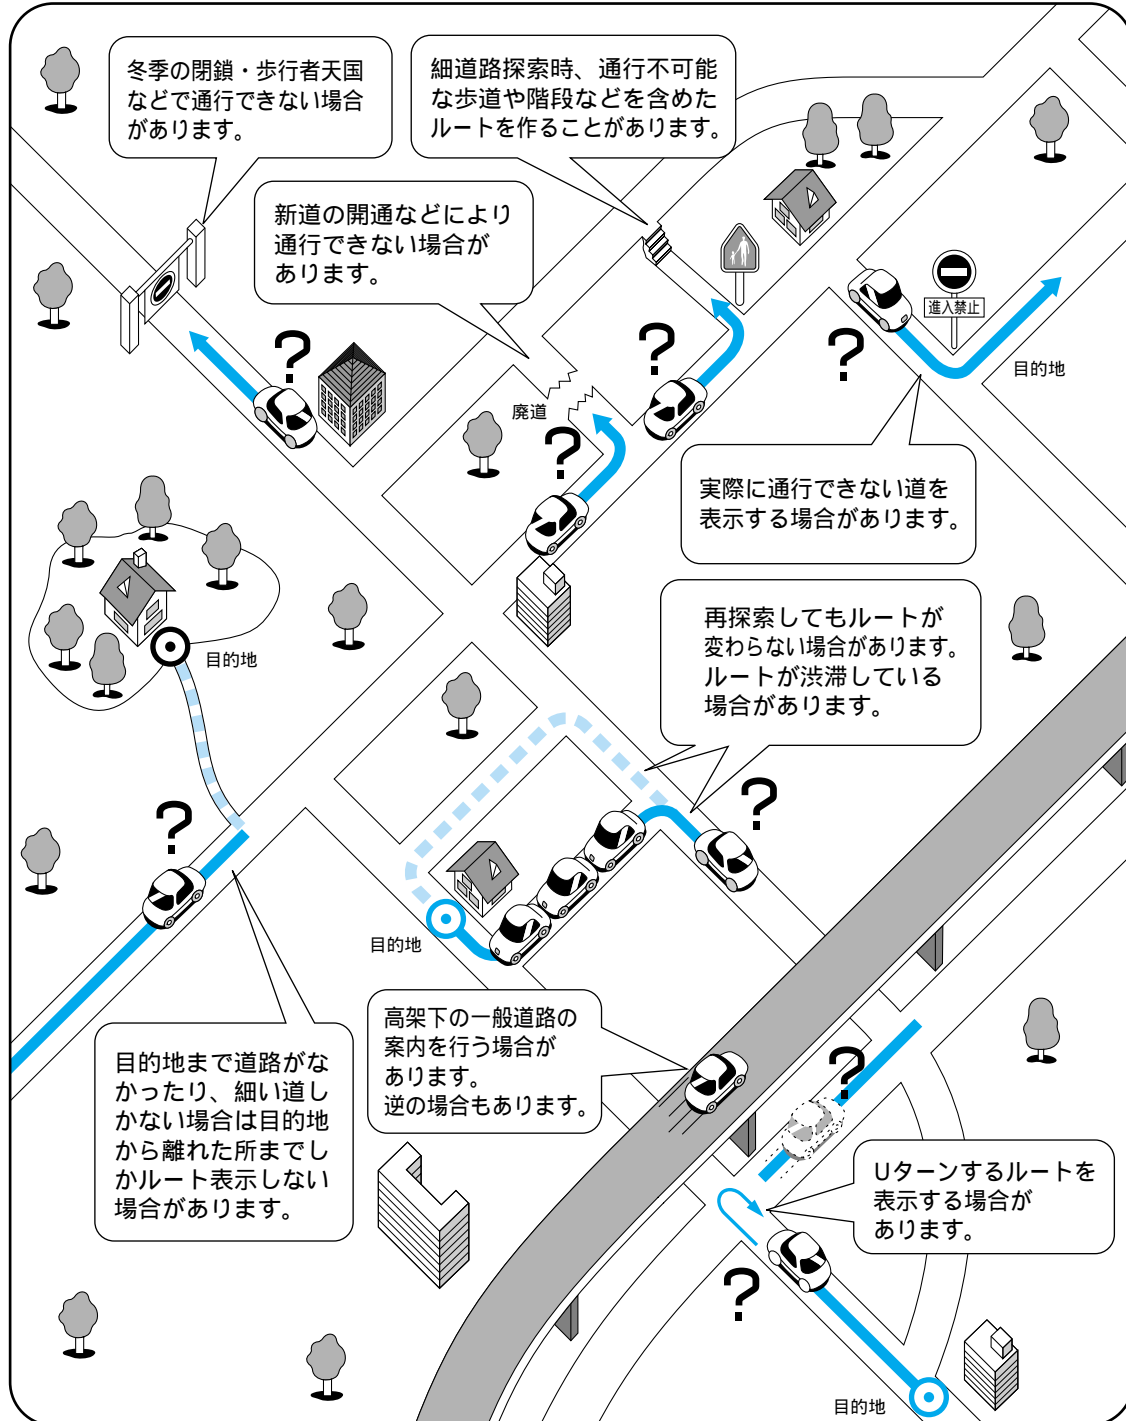 冬季の閉鎖・歩行者天国
などで通行できない場合
があります。
細道路探索時、通行不可能
な歩道や階段などを含めた
ルートを作ることがあります。
新道の開通などにより
通行できない場合が
あります。
進入禁止
目的地
廃道
実際に通行できない道を
表示する場合があります。
再探索してもルートが
変わらない場合があります。
ルートが渋滞している
場合があります。
目的地
目的地
高架下の一般道路の
案内を行う場合が
あります。
逆の場合もあります。
目的地まで道路がな
かったり、細い道し
かない場合は目的地
から離れた所までし
かルート表示しない
場合があります。
Uターンするルートを
表示する場合が
あります。
目的地
?
?
?
?
?
?
?
?